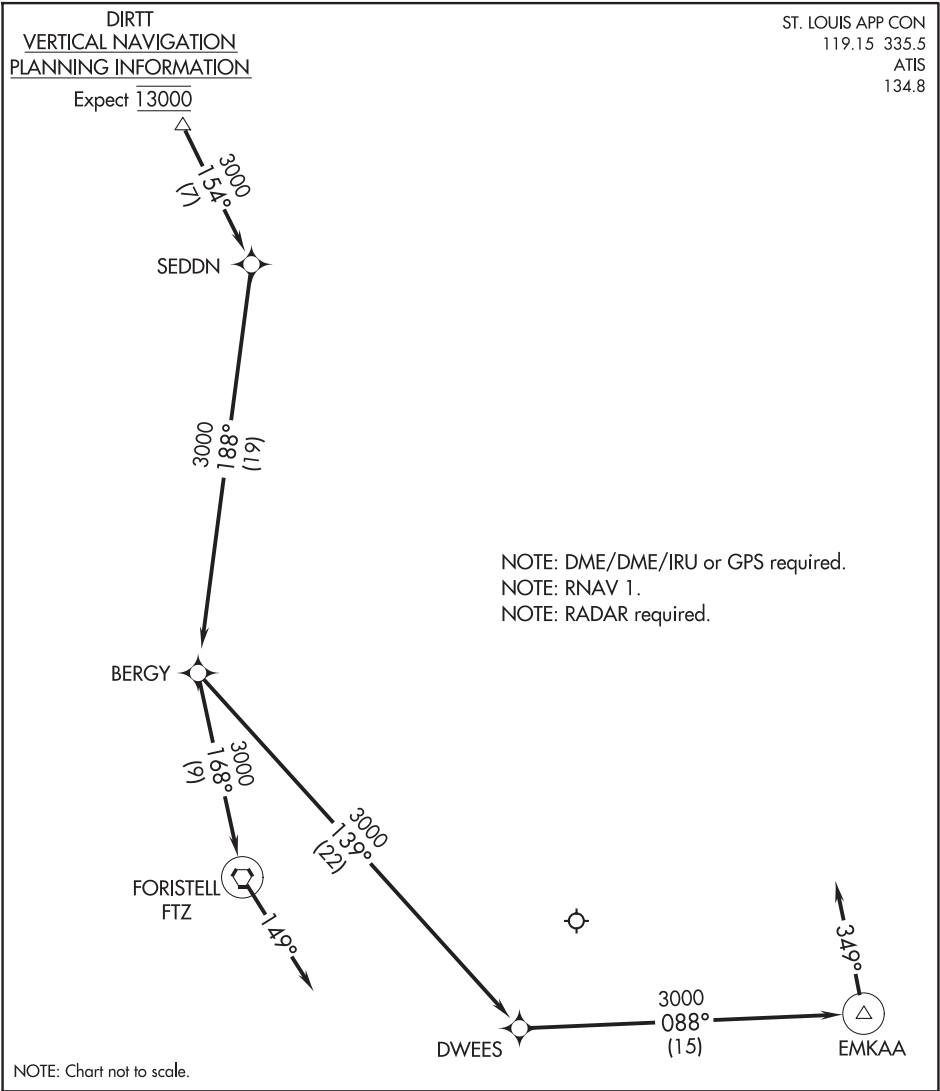 DIRTT
VERTICAL NAVIGATION
PLANNING INFORMATION
Expect 13000
ST. LOUIS APP CON
119.15 335.5
ATIS
134.8
3000
154°
(7)
SEDDN
3000
188°
(19)
NOTE: DME/DME/IRU or GPS required.
NOTE: RNAV 1.
NOTE: RADAR required.
BERGY
3000
168°
(9)
3000
139°
(22)
FORISTELL
FTZ
149°
349°
3000
088°
(15)
DWEES
EMKAA
NOTE: Chart not to scale.